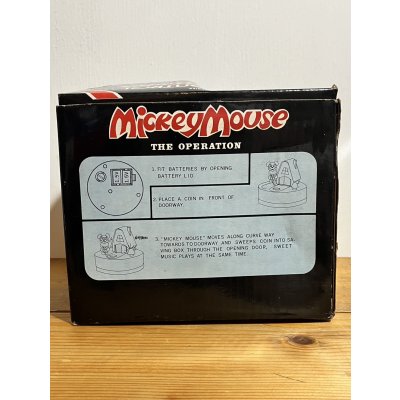 Mickey Mouse
THE OPERATION
1. FIT BATTERIES BY OPENING
BATTERY LID
2. PLACE A COIN IN FRONT OF
DOORWAY.
3. "MICKEY MOUSE" MOVES ALONG CURVE WAY
TOWARDS TO DOORWAY AND SWEEPS COIN INTO SA-
VING BOX THROUGH THE OPENING DOOR, SWEET
MUSIC PLAYS AT THE SAME TIME.